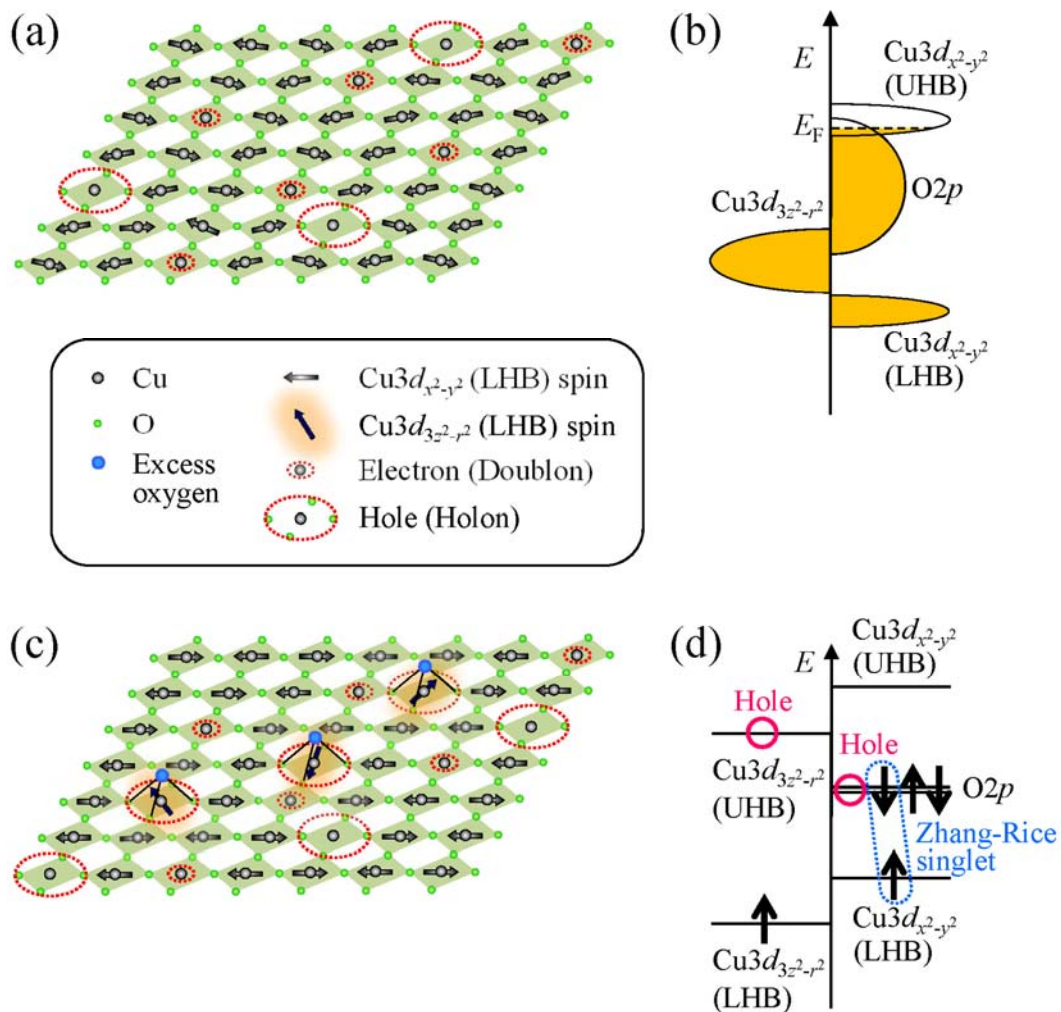 (a)
(b)
E
Cu3dx²-y²
(UHB)
EF
O2p
Cu3d3z²-r²
Cu3dx²-y²
(LHB)
Cu
O
Excess
oxygen
Cu3dx²-y² (LHB) spin
Cu3d3z²-r² (LHB) spin
Electron (Doublon)
Hole (Holon)
(c)
(d)
E
Cu3dx²-y²
(UHB)
Hole
Hole
Cu3d3z²-r²
(UHB)
O2p
Zhang-Rice
singlet
Cu3dx²-y²
(LHB)
Cu3d3z²-r²
(LHB)